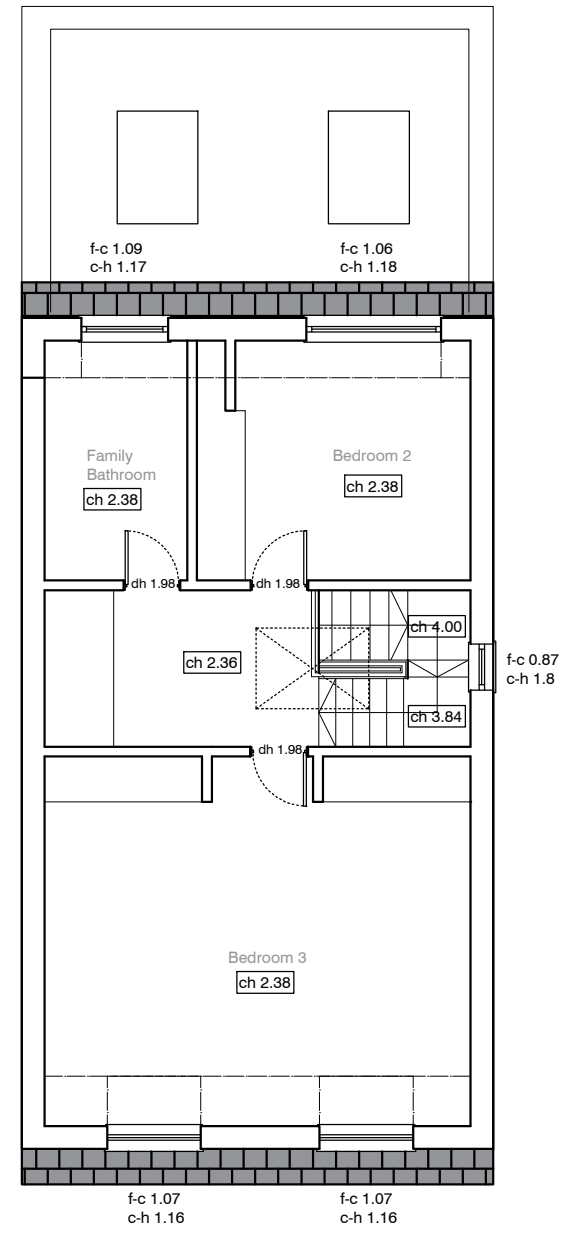 f-c 1.09
c-h 1.17
f-c 1.06
c-h 1.18
Family
Bathroom
ch 2.38
Bedroom 2
ch 2.38
dh 1.98
dh 1.98
ch 4.00
ch 2.36
f-c 0.87
c-h 1.8
ch 3.84
dh 1.98
Bedroom 3
ch 2.38
f-c 1.07
c-h 1.16
f-c 1.07
c-h 1.16